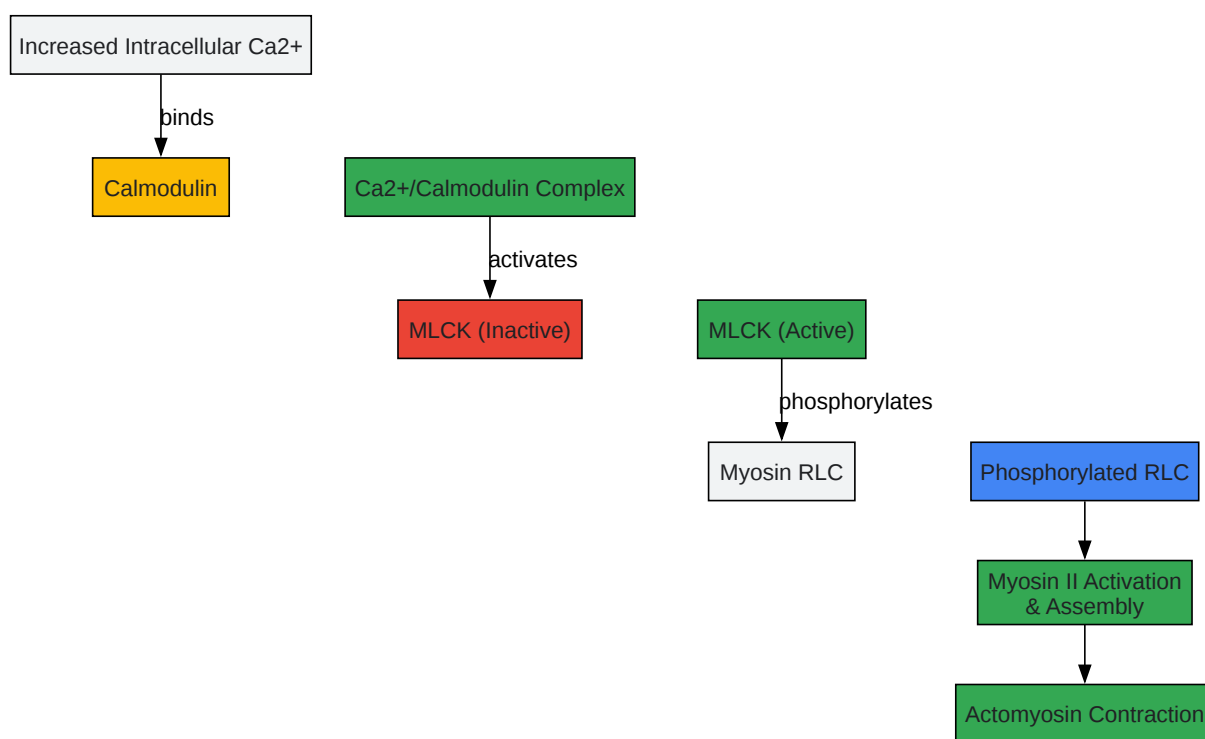 Increased Intracellular Ca2+
binds
Calmodulin
Ca2+/Calmodulin Complex
activates
MLCK (Inactive)
MLCK (Active)
phosphorylates
Myosin RLC
Phosphorylated RLC
Myosin II Activation
& Assembly
Actomyosin Contraction